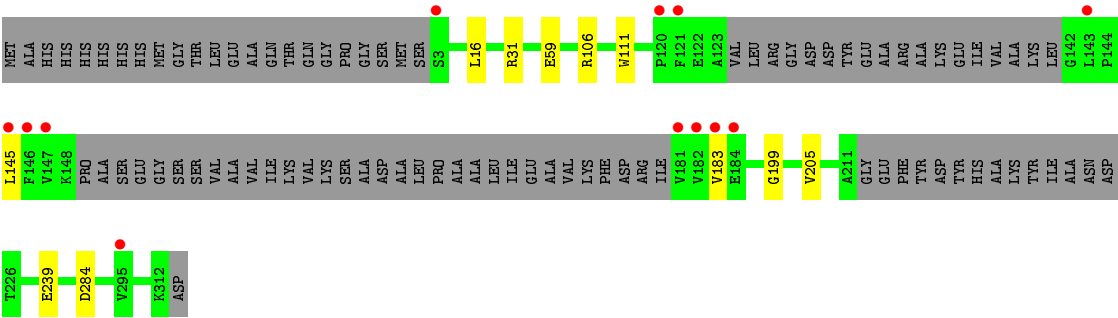 MET ALA HIS HIS HIS HIS HIS HIS MET GLY THR LEU GLU ALA GLN THR GLN GLY PRO GLY SER MET SER S3 L16 R31 E59 R106 W111 P120 F121 E122 A123 VAL LEU ARG GLY ASP ASP TYR GLU ALA ARG ALA LYS GLU ILE VAL ALA LYS LEU G142 L143 P144
L145 F146 V147 K148 PRO ALA SER GLU GLY SER SER VAL ALA VAL ILE LYS VAL LYS SER ALA ASP ALA LEU PRO ALA ALA LEU ILE GLU ALA VAL LYS PHE ASP ARG ILE V181 V182 V183 E184 G199 V205 A211 GLY GLU PHE TYR ASP TYR HIS ALA LYS TYR ILE ALA ASN ASP
T226 E239 D284 V295 K312 ASP